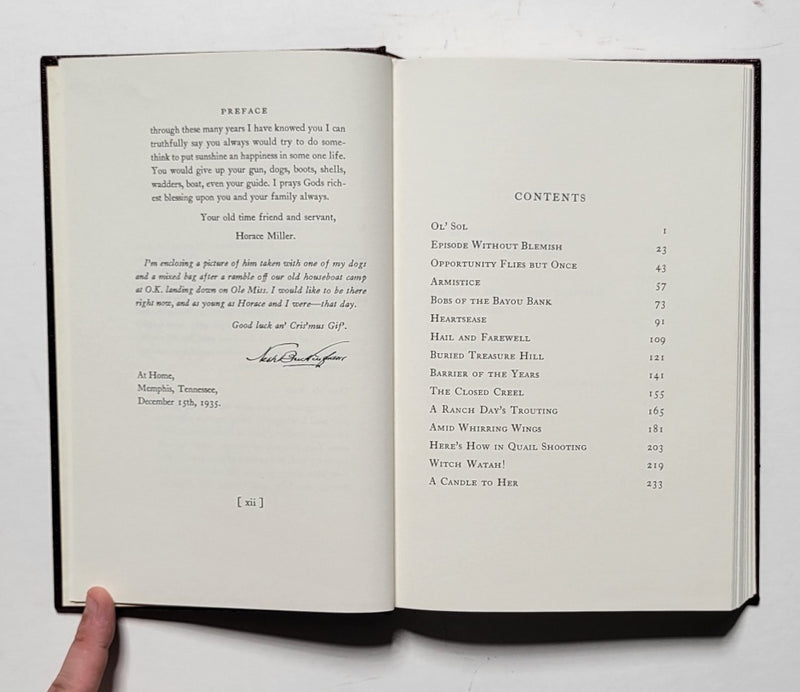 PREFACE
through these many years I have knowed you I can
truthfully say you always would try to do some-
think to put sunshine an happiness in some one life.
You would give up your gun, dogs, boots, shells,
wadders, boat, even your guide. I prays Gods rich-
est blessing upon you and your family always.
Your old time friend and servant,
Horace Miller.
I'm enclosing a picture of him taken with one of my dogs
and a mixed bag after a ramble off our old houseboat camp
at O.K. landing down on Ole Miss. I would like to be there
right now, and as young as Horace and I were—that day.
Good luck an' Cris'mus Gif'.
Nash Buckingham
At Home,
Memphis, Tennessee,
December 15th, 1935.
[ xii ]
CONTENTS
Ol' Sol 1
Episode Without Blemish 23
Opportunity Flies but Once 43
Armistice 57
Bobs of the Bayou Bank 73
Heartsease 91
Hail and Farewell 109
Buried Treasure Hill 121
Barrier of the Years 141
The Closed Creel 155
A Ranch Day's Trouting 165
Amid Whirring Wings 181
Here's How in Quail Shooting 203
Witch Watah! 219
A Candle to Her 233